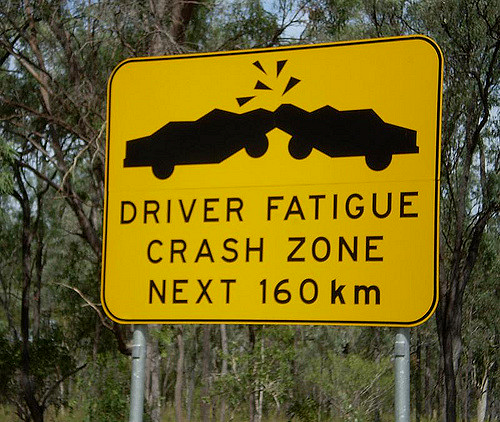 DRIVER FATIGUE
CRASH ZONE
NEXT 160 km